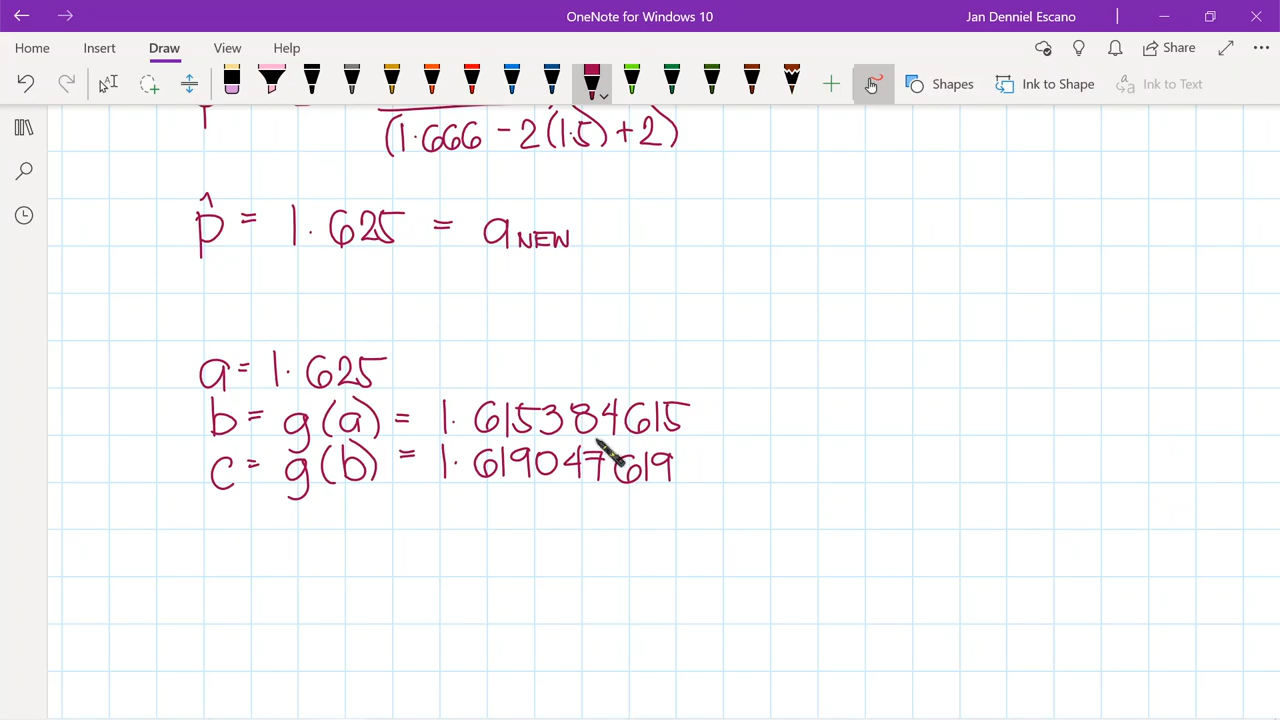 OneNote for Windows 10
Jan Denniel Escano
Home Insert Draw View Help
Share
Shapes Ink to Shape Ink to Text
(1.666 - 2(1.5) + 2)
p̂ = 1.625 = aNEW
a = 1.625
b = g(a) = 1.615384615
c = g(b) = 1.619047619